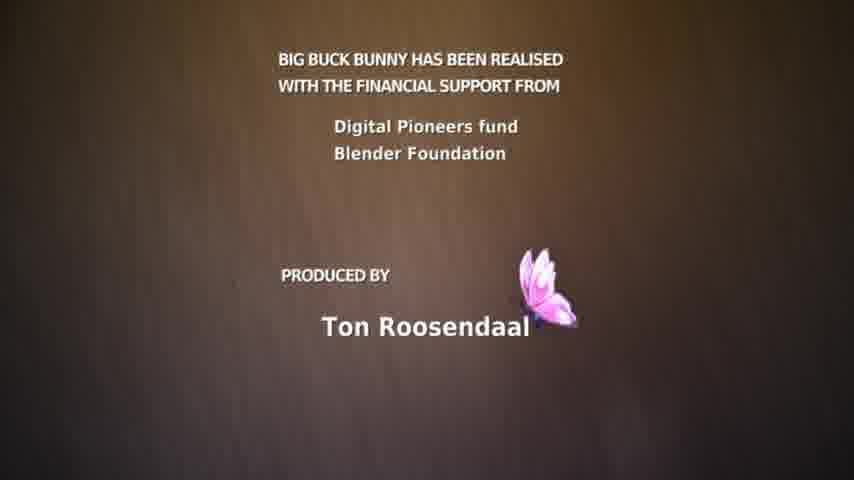 BIG BUCK BUNNY HAS BEEN REALISED
WITH THE FINANCIAL SUPPORT FROM
Digital Pioneers fund
Blender Foundation
PRODUCED BY
Ton Roosendaal